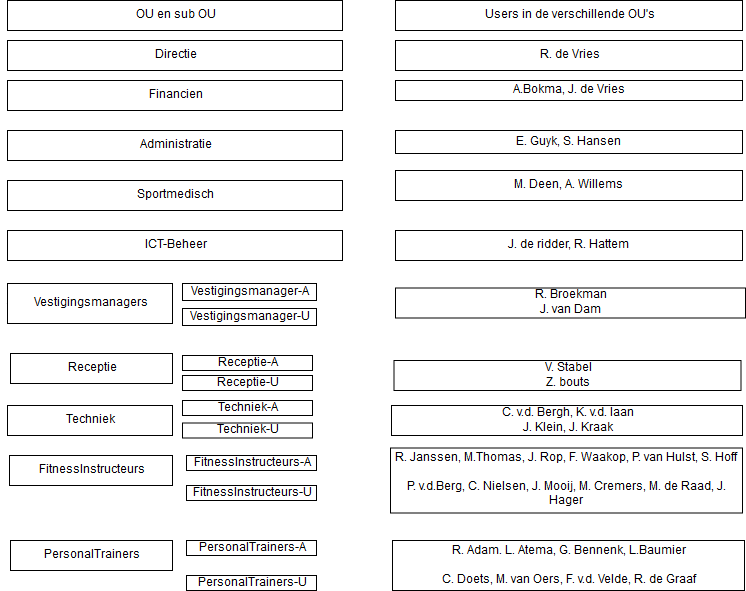 OU en sub OU
Users in de verschillende OU's
Directie
R. de Vries
Financien
A.Bokma, J. de Vries
Administratie
E. Guyk, S. Hansen
Sportmedisch
M. Deen, A. Willems
ICT-Beheer
J. de ridder, R. Hattem
Vestigingsmanagers
Vestigingsmanager-A
Vestigingsmanager-U
R. Broekman
J. van Dam
Receptie
Receptie-A
Receptie-U
V. Stabel
Z. bouts
Techniek
Techniek-A
Techniek-U
C. v.d. Bergh, K. v.d. laan
J. Klein, J. Kraak
FitnessInstructeurs
FitnessInstructeurs-A
FitnessInstructeurs-U
R. Janssen, M.Thomas, J. Rop, F. Waakop, P. van Hulst, S. Hoff
P. v.d.Berg, C. Nielsen, J. Mooij, M. Cremers, M. de Raad, J.
Hager
PersonalTrainers
PersonalTrainers-A
PersonalTrainers-U
R. Adam. L. Atema, G. Bennenk, L.Baumier
C. Doets, M. van Oers, F. v.d. Velde, R. de Graaf